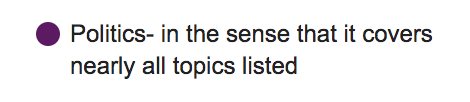 Politics- in the sense that it covers
nearly all topics listed